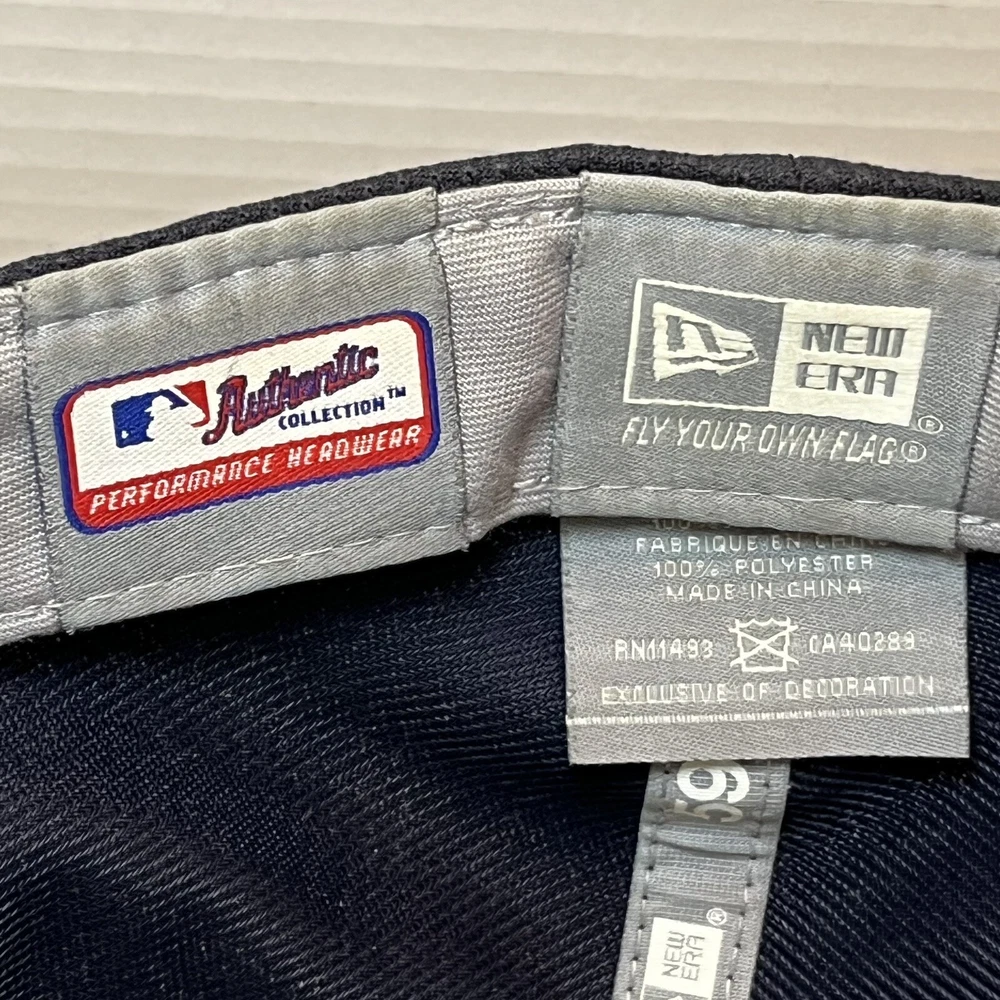 Authentic
COLLECTION™
PERFORMANCE HEADWEAR
NEW
ERA
®
FLY YOUR OWN FLAG®
FABRIQUE EN CHINE
100% POLYESTER
MADE IN CHINA
RN11493 CA40289
EXCLUSIVE OF DECORATION
59
NEW
ERA
®